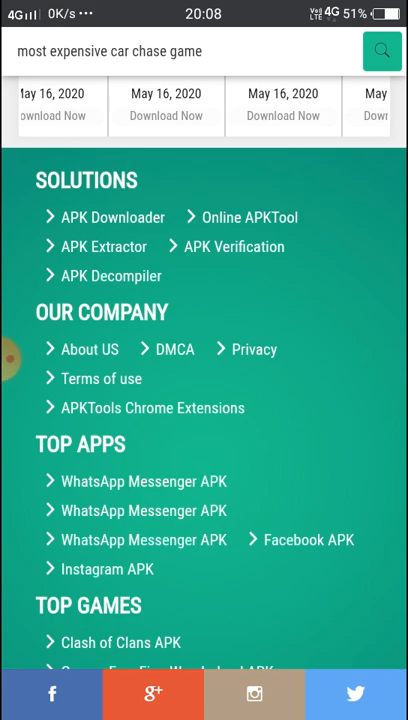 4G 0K/s ••• 20:08 VoLTE 4G 51%
most expensive car chase game
May 16, 2020 May 16, 2020 May 16, 2020 May
ownload Now Download Now Download Now Down
SOLUTIONS
APK Downloader Online APKTool
APK Extractor APK Verification
APK Decompiler
OUR COMPANY
About US DMCA Privacy
Terms of use
APKTools Chrome Extensions
TOP APPS
WhatsApp Messenger APK
WhatsApp Messenger APK
WhatsApp Messenger APK Facebook APK
Instagram APK
TOP GAMES
Clash of Clans APK
f g+